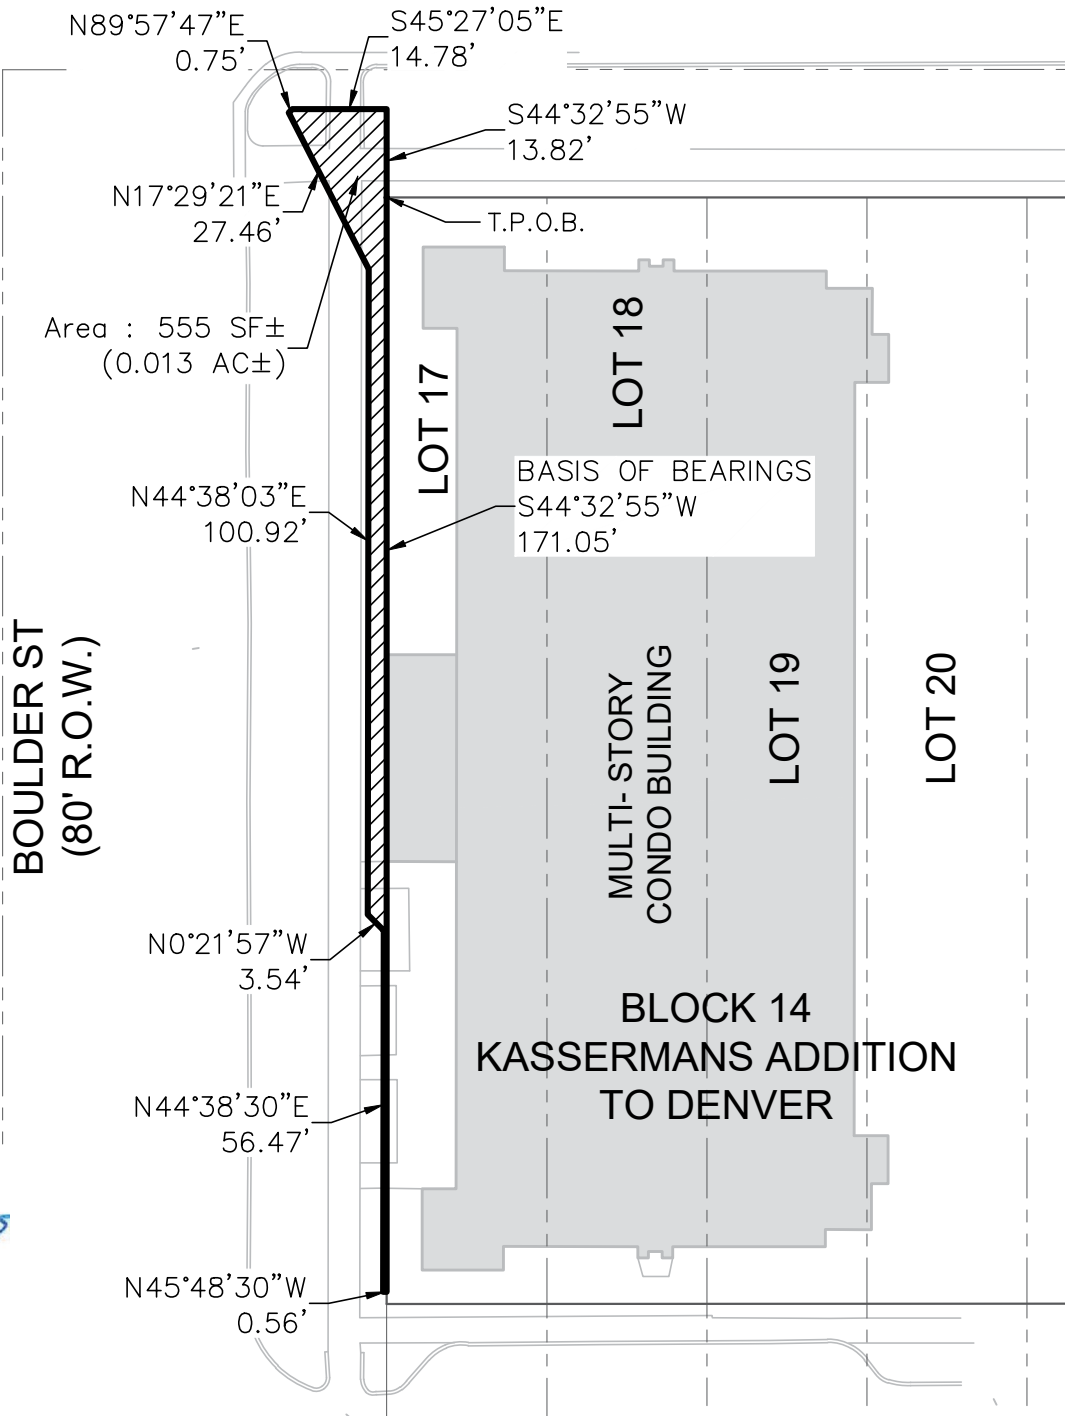 N89°57'47"E
0.75'
S45°27'05"E
14.78'
S44°32'55"W
13.82'
N17°29'21"E
27.46'
T.P.O.B.
Area : 555 SF±
(0.013 AC±)
LOT 17
LOT 18
BASIS OF BEARINGS
S44°32'55"W
171.05'
N44°38'03"E
100.92'
BOULDER ST
(80' R.O.W.)
MULTI- STORY
CONDO BUILDING
LOT 19
LOT 20
N0°21'57"W
3.54'
BLOCK 14
KASSERMANS ADDITION
TO DENVER
N44°38'30"E
56.47'
N45°48'30"W
0.56'